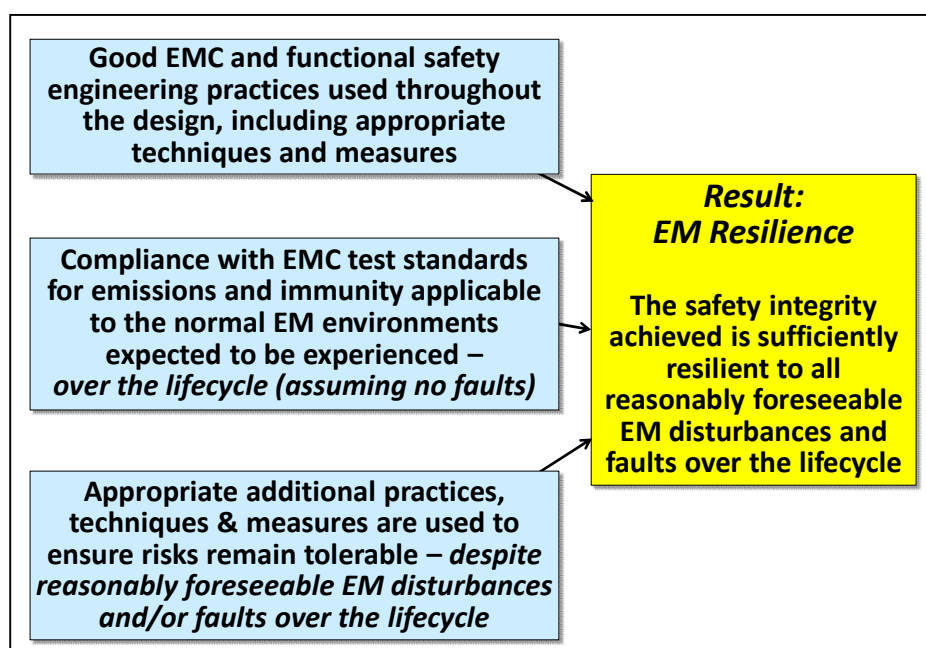 Good EMC and functional safety
engineering practices used throughout
the design, including appropriate
techniques and measures
Compliance with EMC test standards
for emissions and immunity applicable
to the normal EM environments
expected to be experienced –
over the lifecycle (assuming no faults)
Appropriate additional practices,
techniques & measures are used to
ensure risks remain tolerable – despite
reasonably foreseeable EM disturbances
and/or faults over the lifecycle
Result:
EM Resilience
The safety integrity
achieved is sufficiently
resilient to all
reasonably foreseeable
EM disturbances and
faults over the lifecycle